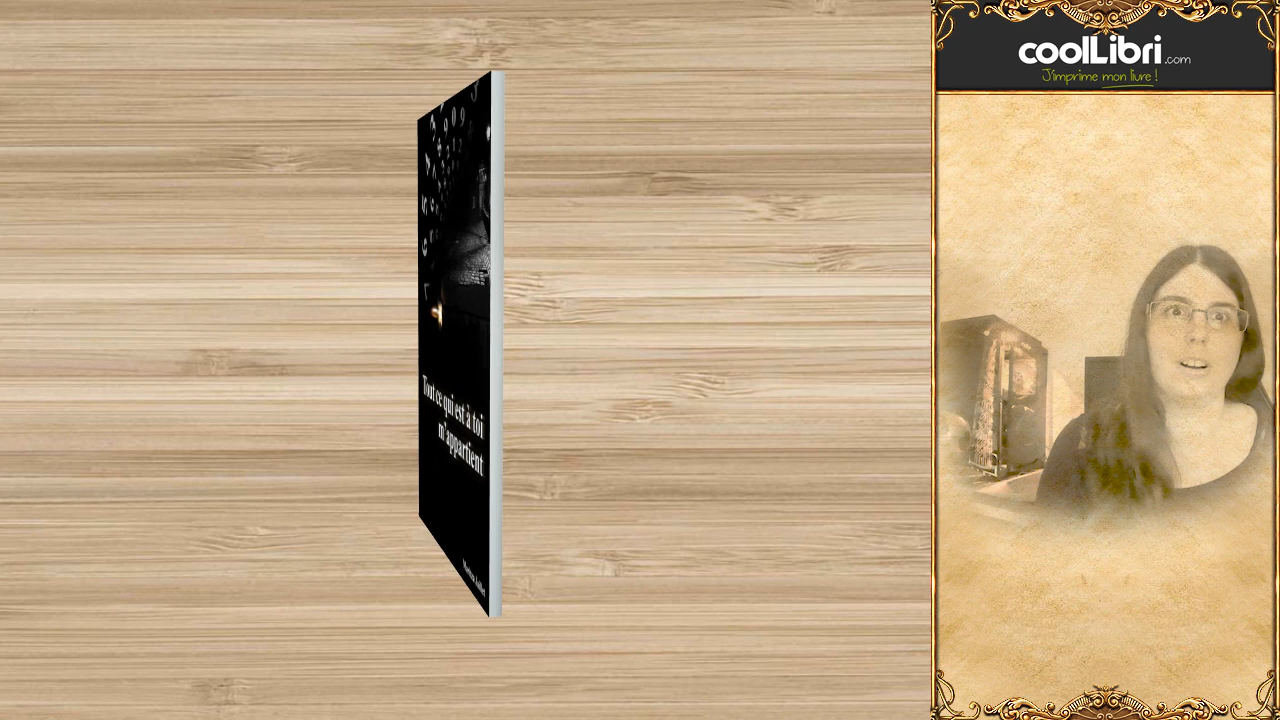 coolLibri.com
J'imprime mon livre !
Tout ce qui est à toi
m'appartient